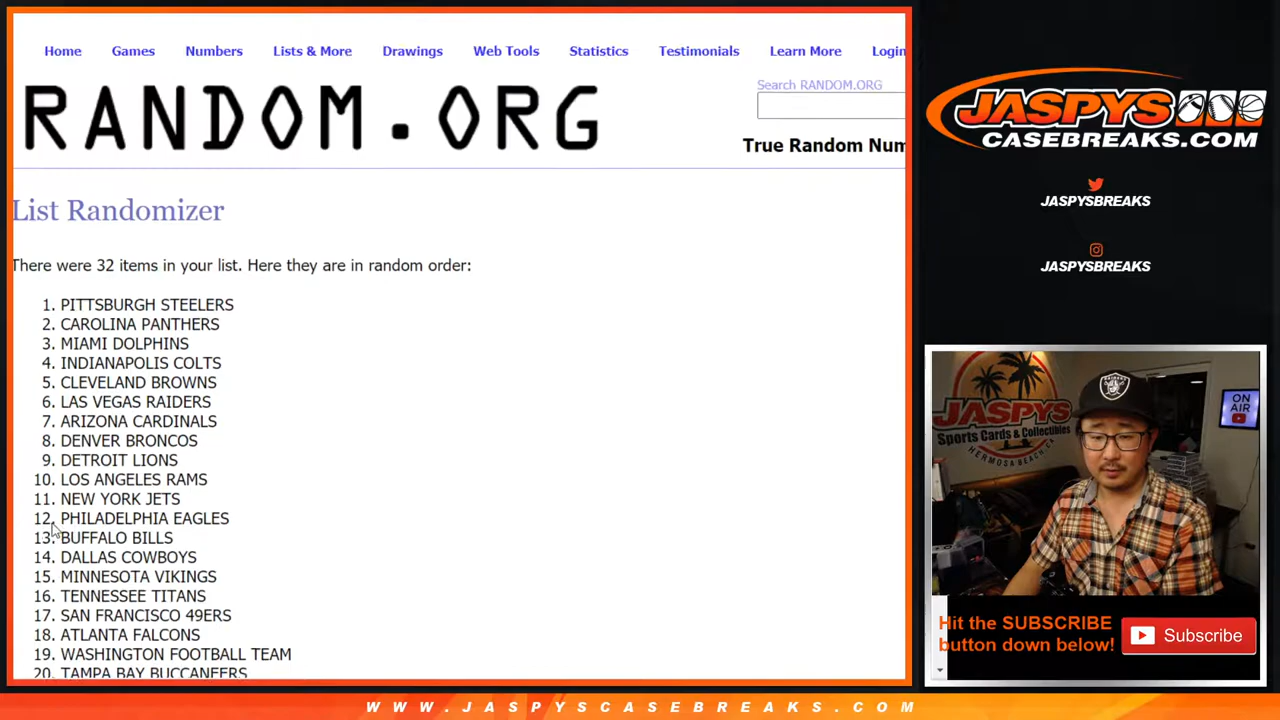 Home Games Numbers Lists & More Drawings Web Tools Statistics Testimonials Learn More Login
RANDOM.ORG
Search RANDOM.ORG
True Random Num
List Randomizer
There were 32 items in your list. Here they are in random order:
1. PITTSBURGH STEELERS
2. CAROLINA PANTHERS
3. MIAMI DOLPHINS
4. INDIANAPOLIS COLTS
5. CLEVELAND BROWNS
6. LAS VEGAS RAIDERS
7. ARIZONA CARDINALS
8. DENVER BRONCOS
9. DETROIT LIONS
10. LOS ANGELES RAMS
11. NEW YORK JETS
12. PHILADELPHIA EAGLES
13. BUFFALO BILLS
14. DALLAS COWBOYS
15. MINNESOTA VIKINGS
16. TENNESSEE TITANS
17. SAN FRANCISCO 49ERS
18. ATLANTA FALCONS
19. WASHINGTON FOOTBALL TEAM
20. TAMPA BAY BUCCANEERS
JASPYS
CASEBREAKS.COM
JASPYSBREAKS
JASPYSBREAKS
JASPYS
Sports Cards & Collectibles
HERMOSA BEACH, CA
RAIDERS
ON
AIR
Hit the SUBSCRIBE
button down below!
Subscribe
WWW.JASPYSCASEBREAKS.COM